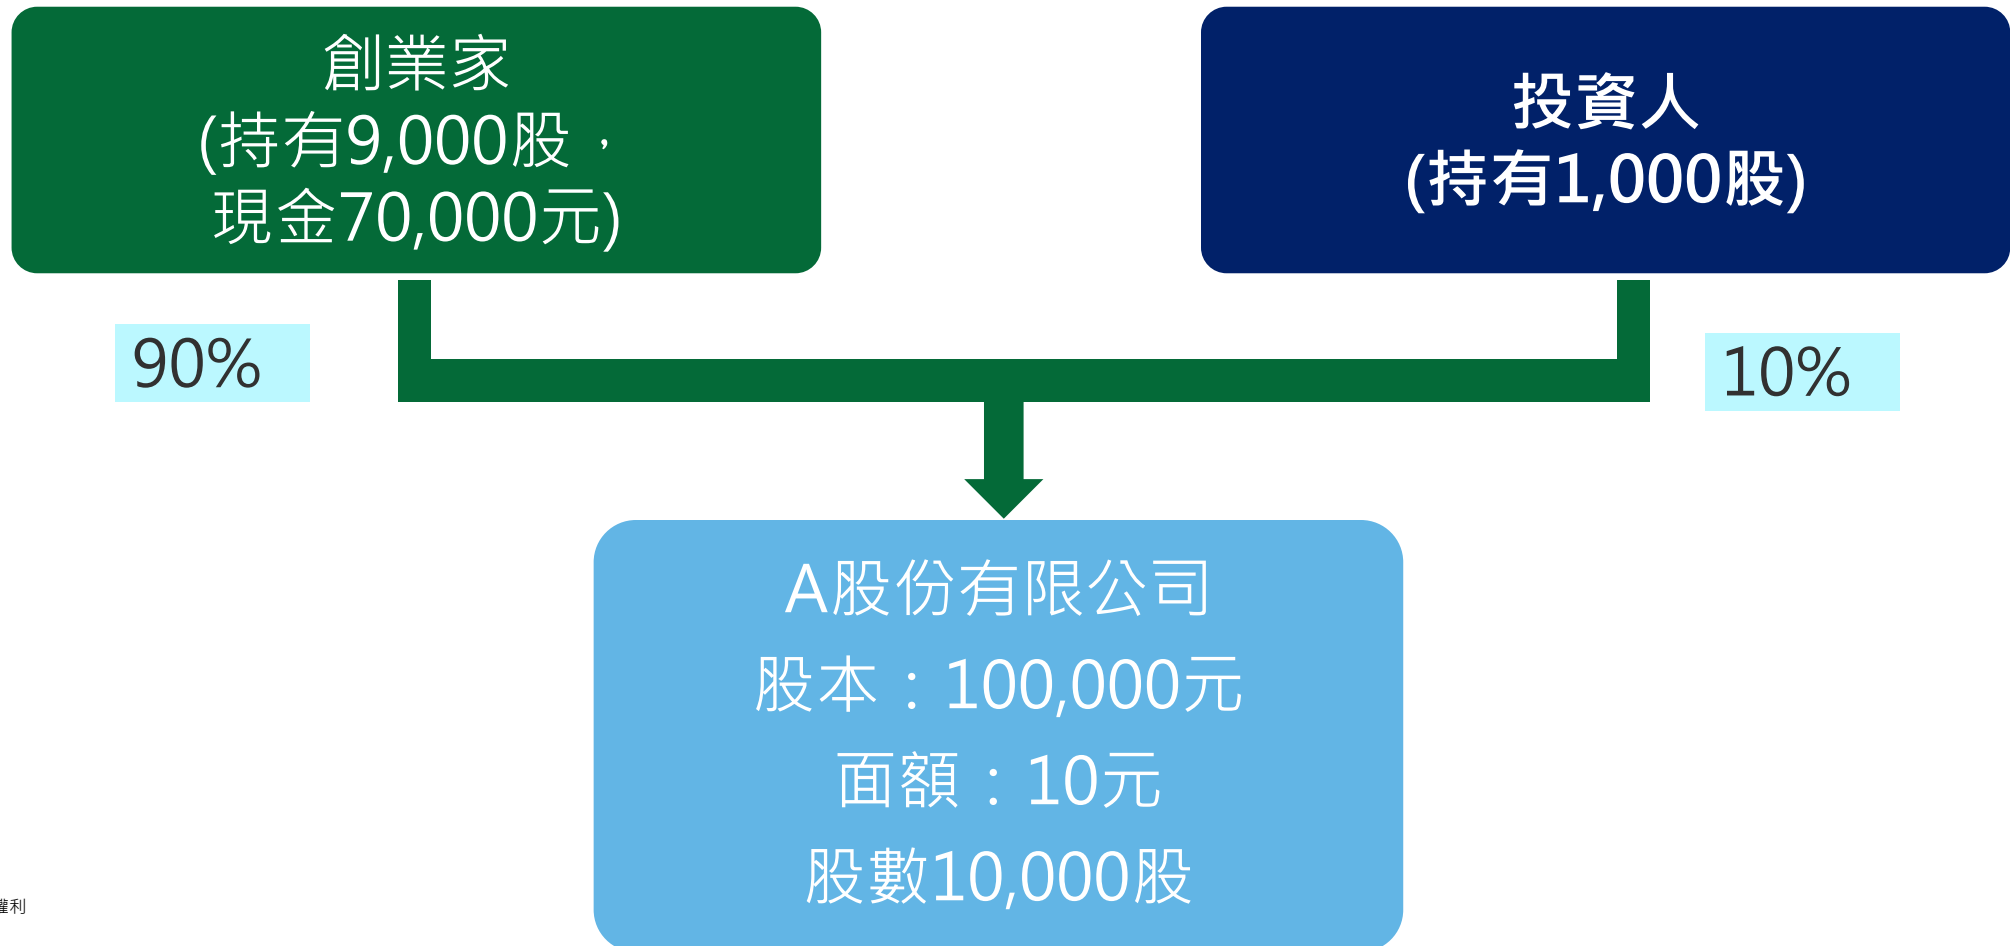 創業家
(持有9,000股，
現金70,000元)
投資人
(持有1,000股)
90%
10%
A股份有限公司
股本：100,000元
面額：10元
股數10,000股
權利